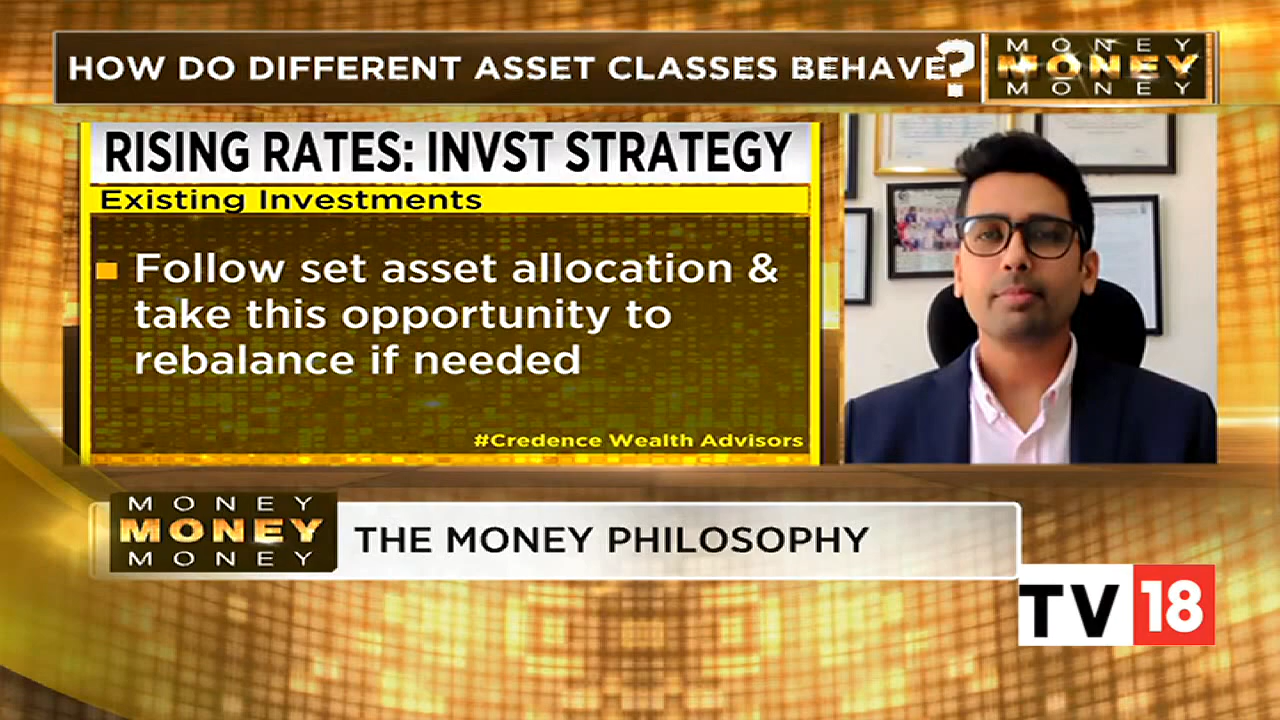 HOW DO DIFFERENT ASSET CLASSES BEHAVE?
MONEY
MONEY
MONEY
RISING RATES: INVST STRATEGY
Existing Investments
Follow set asset allocation &
take this opportunity to
rebalance if needed
#Credence Wealth Advisors
MONEY
MONEY
MONEY
THE MONEY PHILOSOPHY
TV18